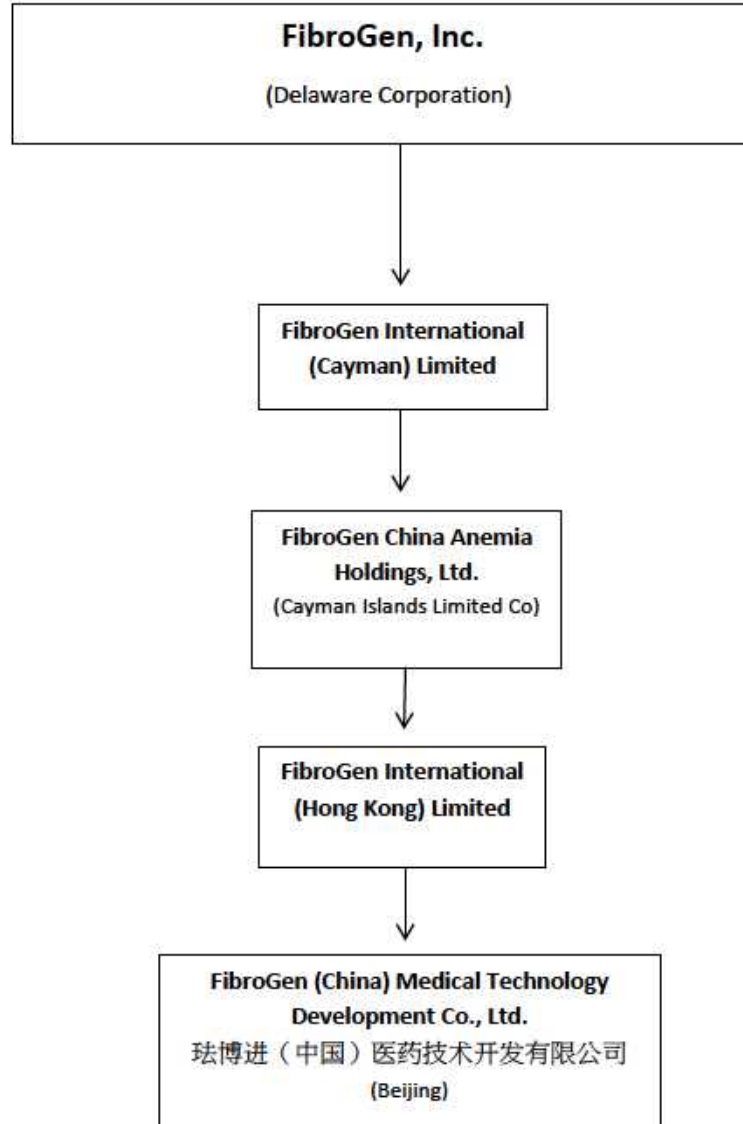 FibroGen, Inc.
(Delaware Corporation)
FibroGen International
(Cayman) Limited
FibroGen China Anemia
Holdings, Ltd.
(Cayman Islands Limited Co)
FibroGen International
(Hong Kong) Limited
FibroGen (China) Medical Technology
Development Co., Ltd.
珐博进（中国）医药技术开发有限公司
(Beijing)